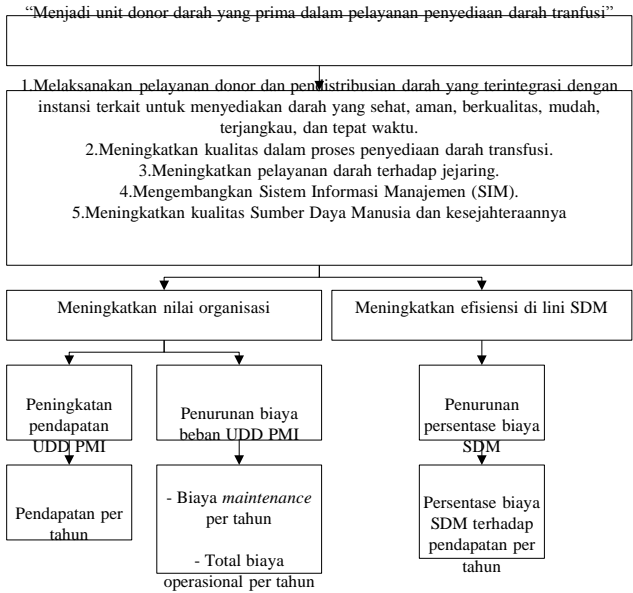 “Menjadi unit donor darah yang prima dalam pelayanan penyediaan darah tranfusi”
1.Melaksanakan pelayanan donor dan pendistribusian darah yang terintegrasi dengan
instansi terkait untuk menyediakan darah yang sehat, aman, berkualitas, mudah,
terjangkau, dan tepat waktu.
2.Meningkatkan kualitas dalam proses penyediaan darah transfusi.
3.Meningkatkan pelayanan darah terhadap jejaring.
4.Mengembangkan Sistem Informasi Manajemen (SIM).
5.Meningkatkan kualitas Sumber Daya Manusia dan kesejahteraannya
Meningkatkan nilai organisasi
Meningkatkan efisiensi di lini SDM
Peningkatan
pendapatan
UDD PMI
Penurunan biaya
beban UDD PMI
Penurunan
persentase biaya
SDM
Pendapatan per
tahun
- Biaya maintenance
per tahun
- Total biaya
operasional per tahun
Persentase biaya
SDM terhadap
pendapatan per
tahun